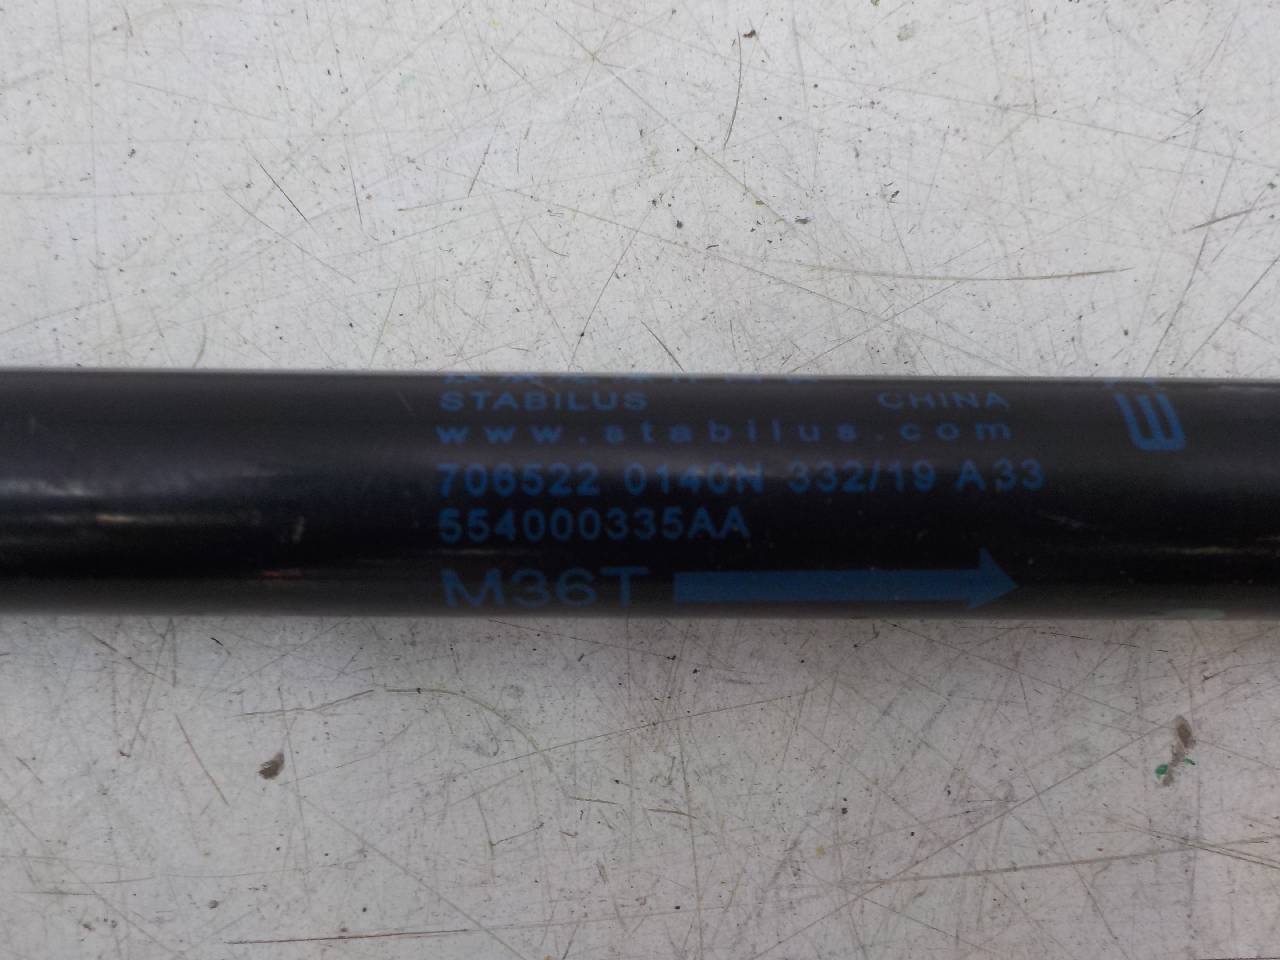 STABILUS CHINA
www.stabilus.com
706522 0140N 332/19 A33
554000335AA
M36T